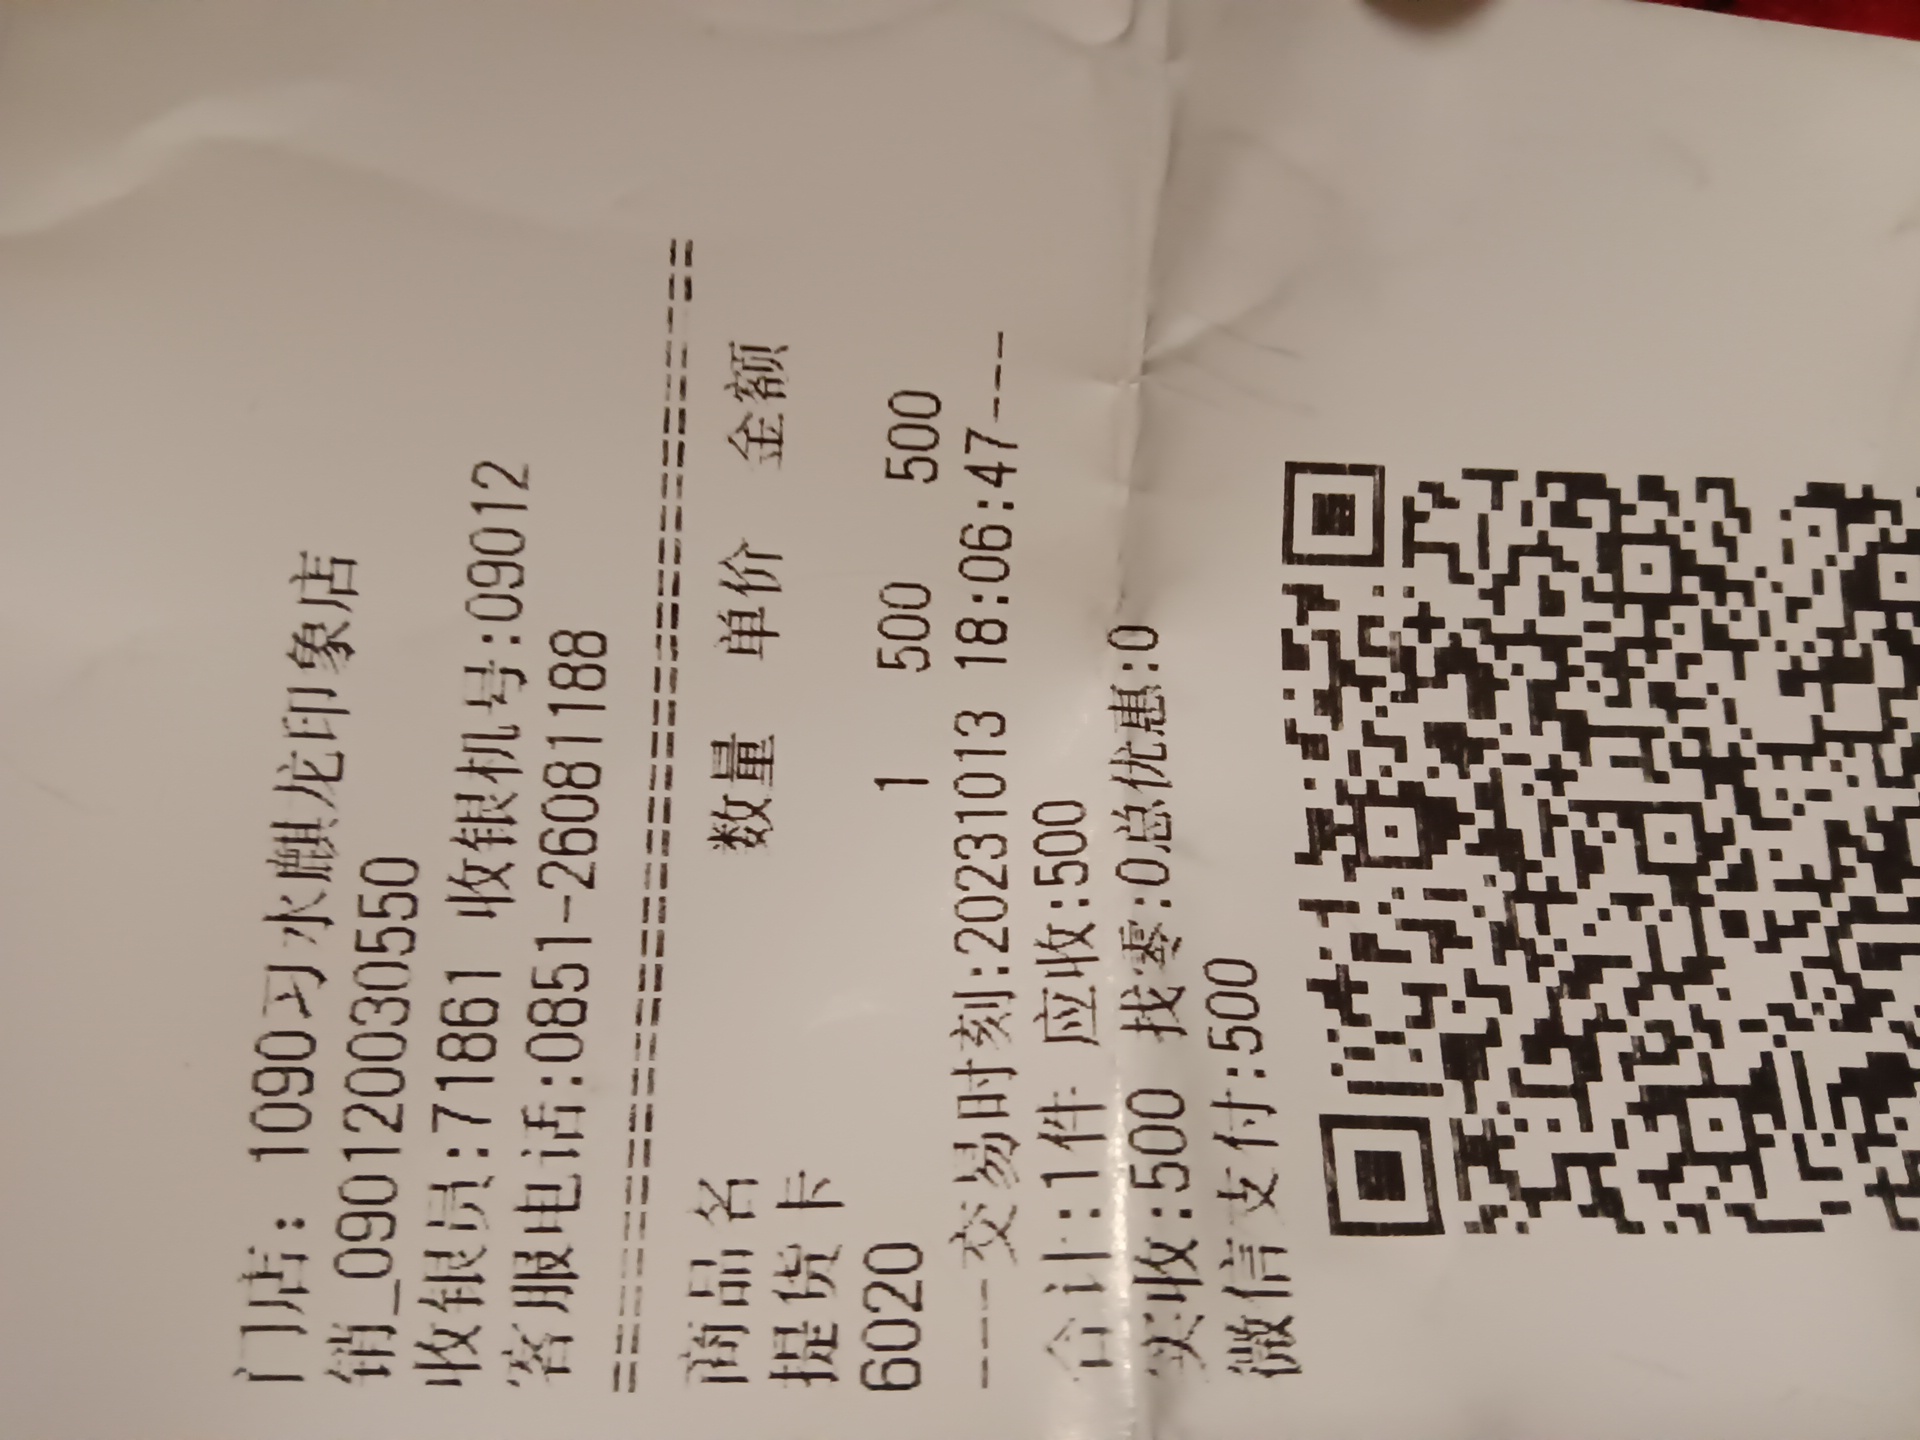 门店: 1090习水麒龙印象店
销_09012003​0550
收银员:71861 收银机号:09012
客服电话:0851-26081188
========================================
商品名 数量 单价 金额
提货卡
6020 1 500 500
---交易时刻:20231013 18:06:47---
合计:1件 应收:500
实收:500 找零:0总优惠:0
微信支付:500